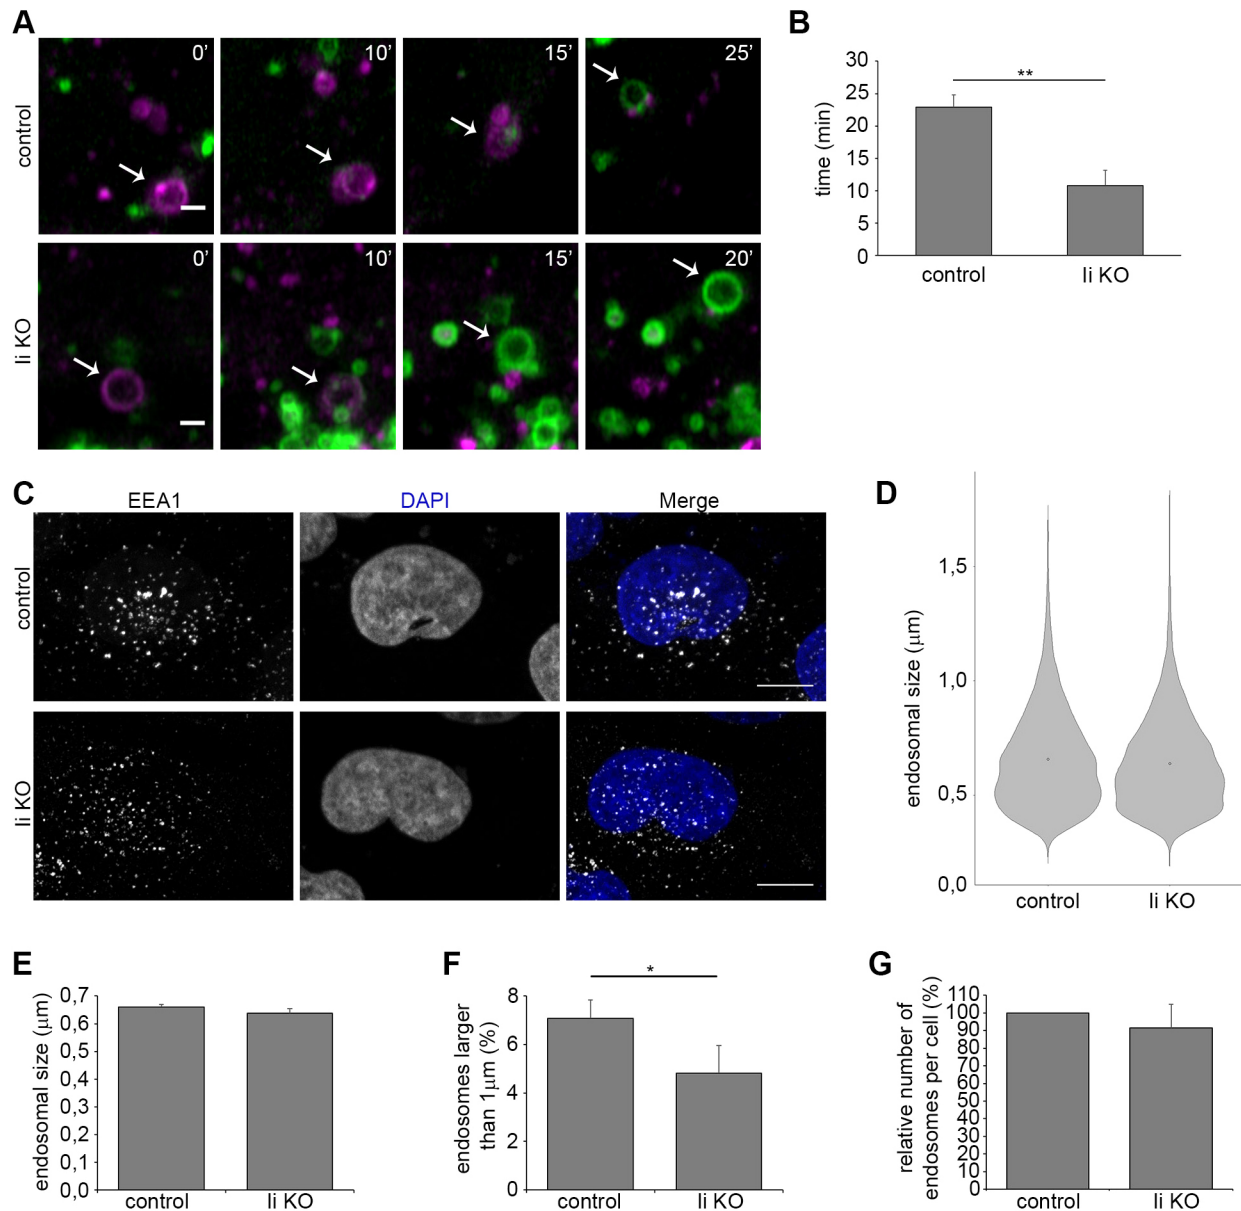 A
0’
10’
15’
25’
control
0’
10’
15’
20’
Ii KO
B
30
25
20
15
10
5
0
time (min)
**
control
Ii KO
C
EEA1
DAPI
Merge
control
Ii KO
D
1,5
1,0
0,5
0,0
endosomal size (μm)
control
Ii KO
E
0,7
0,6
0,5
0,4
0,3
0,2
0,1
0,0
endosomal size (μm)
control
Ii KO
F
8
6
4
2
0
endosomes larger
than 1μm (%)
*
control
Ii KO
G
110
100
90
80
70
60
50
40
30
20
10
0
relative number of
endosomes per cell (%)
control
Ii KO